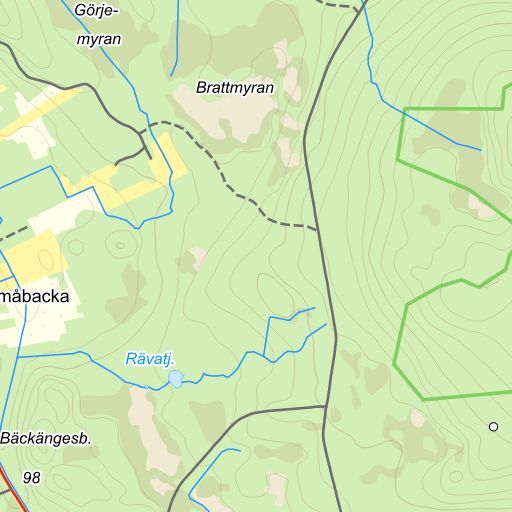 Görje-
myran
Brattmyran
måbacka
Rävatj.
Bäckängesb.
98